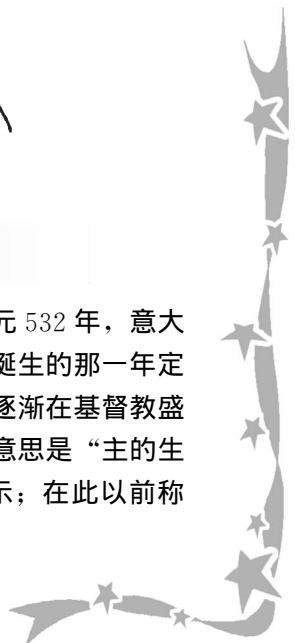 元 532 年，意大
诞生的那一年定
逐渐在基督教盛
意思是“主的生
示；在此以前称